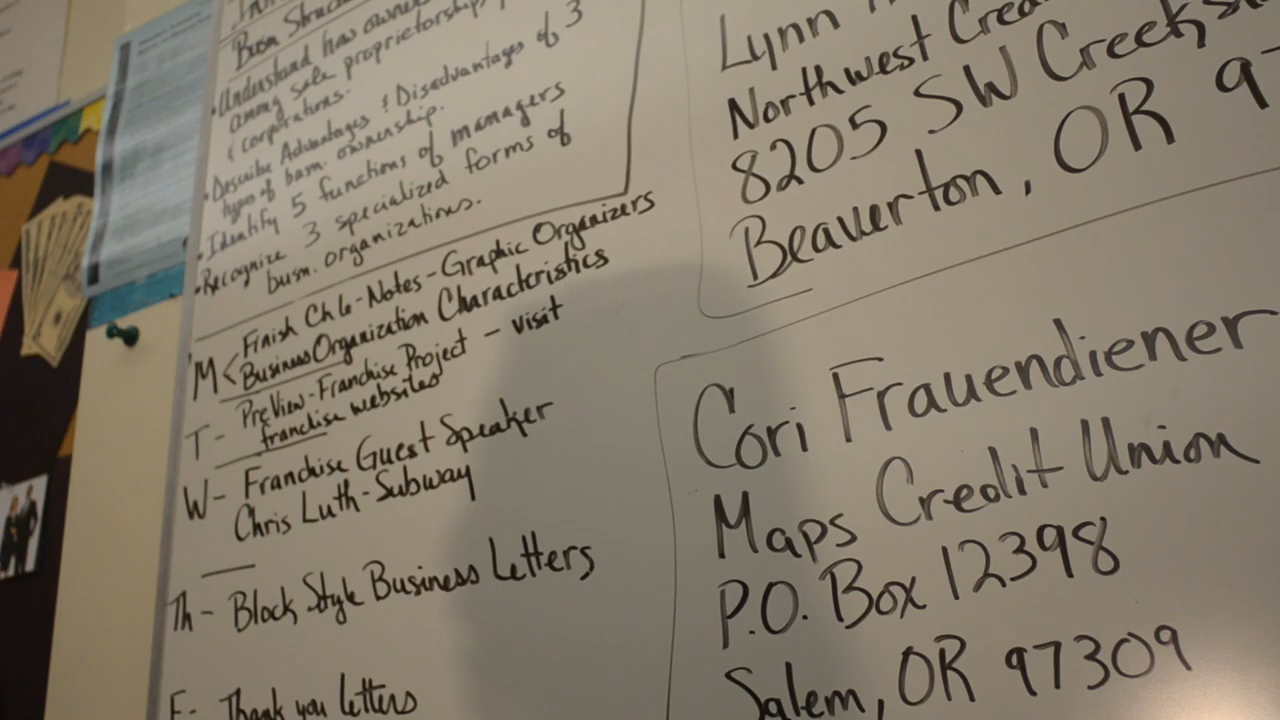 Busn Struc
• Understand how owner
among sole proprietorship,
& corporations.
• Describe Advantages & Disadvantages of 3
types of busn. ownership.
• Identify 5 functions of managers
• Recognize 3 specialized forms of
busn. organizations.
M < Finish Ch 6 - Notes - Graphic Organizers
Business Organization Characteristics
T - PreView - Franchise Project - visit
franchise websites
W - Franchise Guest Speaker
Chris Luth - Subway
Th - Block Style Business Letters
F - Thank you letters
Lynn
Northwest Cred
8205 SW Creeks
Beaverton, OR 97
Cori Frauendiener
Maps Credit Union
P.O. Box 12398
Salem, OR 97309